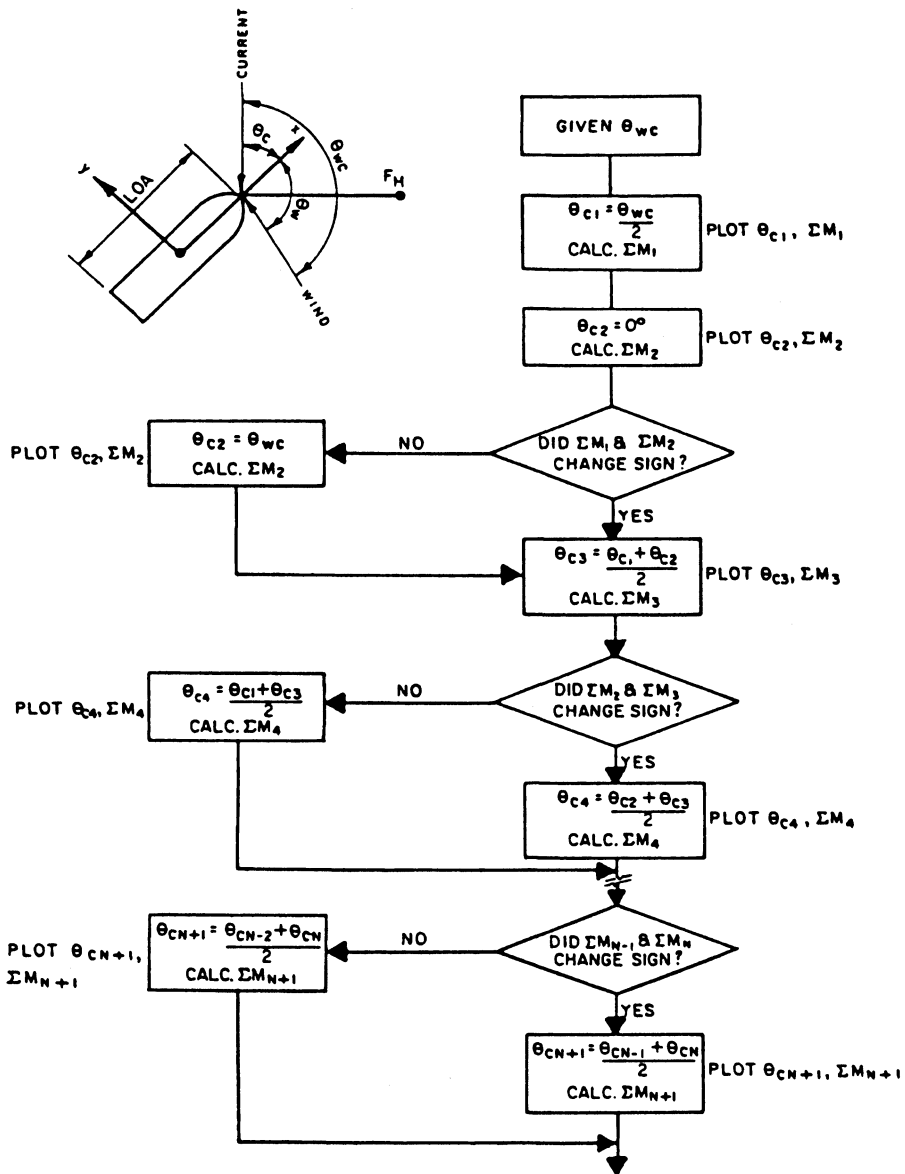 CURRENT
θC
x
θWC
y
LOA
FH
θW
WIND
GIVEN θWC
θC1 = θWC
2
CALC. ΣM1
PLOT θC1, ΣM1
θC2 = 0°
CALC. ΣM2
PLOT θC2, ΣM2
DID ΣM1 & ΣM2
CHANGE SIGN?
NO
YES
PLOT θC2, ΣM2
θC2 = θWC
CALC. ΣM2
θC3 = θC1 + θC2
2
CALC. ΣM3
PLOT θC3, ΣM3
DID ΣM2 & ΣM3
CHANGE SIGN?
NO
YES
PLOT θC4, ΣM4
θC4 = θC1 + θC3
2
CALC. ΣM4
θC4 = θC2 + θC3
2
CALC. ΣM4
PLOT θC4, ΣM4
DID ΣMN-1 & ΣMN
CHANGE SIGN?
NO
YES
PLOT θCN+1,
ΣMN+1
θCN+1 = θCN-2 + θCN
2
CALC. ΣMN+1
θCN+1 = θCN-1 + θCN
2
CALC. ΣMN+1
PLOT θCN+1, ΣMN+1